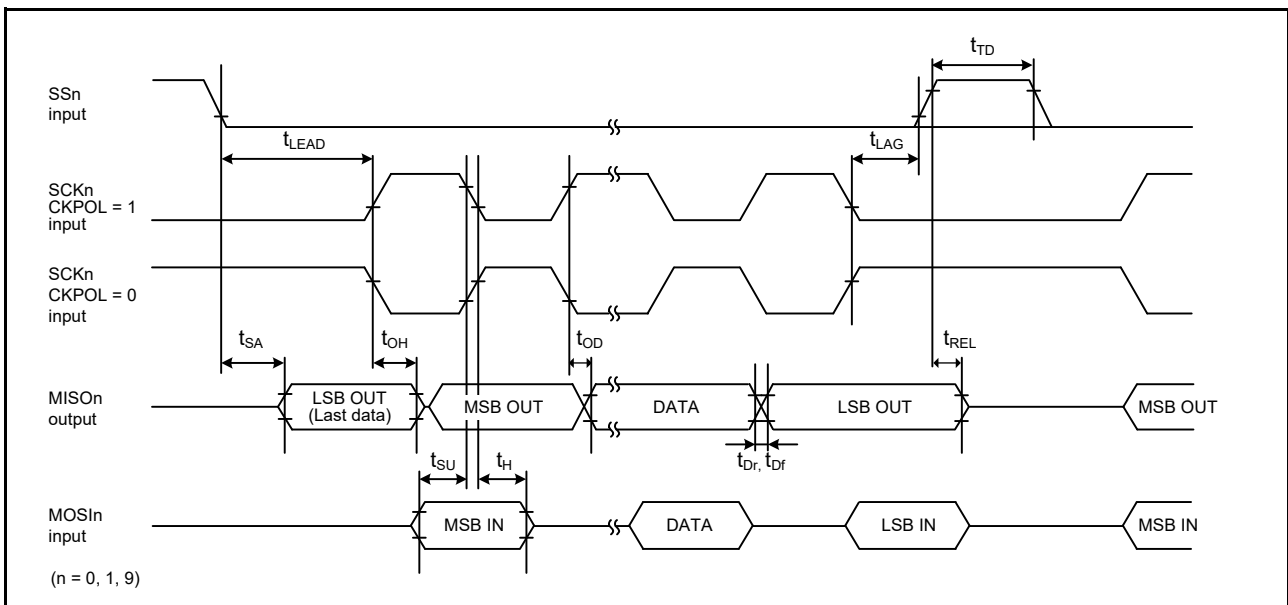 tTD
SSn
input
tLEAD
tLAG
SCKn
CKPOL = 1
input
SCKn
CKPOL = 0
input
tSA
tOH
tOD
tREL
MISOn
output
LSB OUT
(Last data)
MSB OUT
DATA
LSB OUT
MSB OUT
tDr, tDf
tSU
tH
MOSIn
input
MSB IN
DATA
LSB IN
MSB IN
(n = 0, 1, 9)